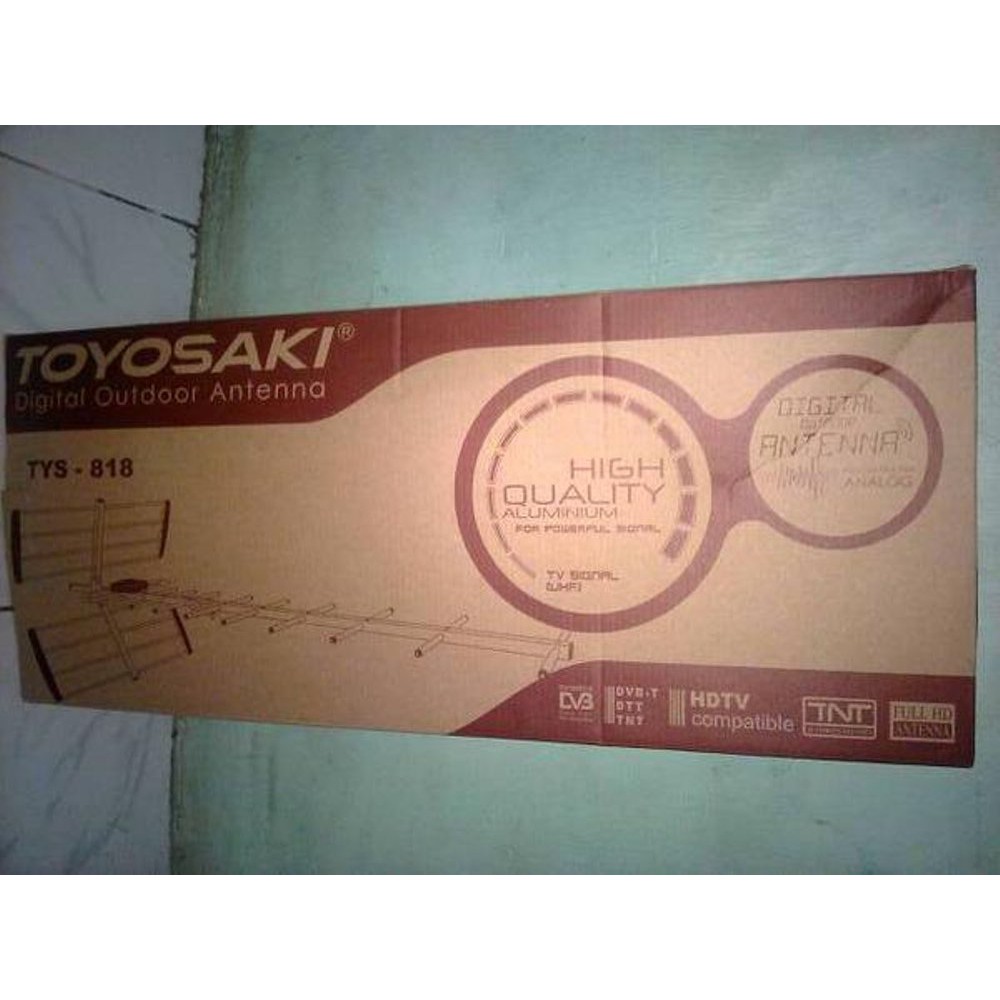 TOYOSAKI®
Digital Outdoor Antenna
TYS - 818
HIGH
QUALITY
ALUMINIUM
FOR POWERFUL SIGNAL
TV SIGNAL
(UHF)
DIGITAL
OUTDOOR
ANTENNA
ANALOG
DVB
DVB-T
DTT
TNT
HDTV
compatible
TNT
FULL HD
ANTENNA